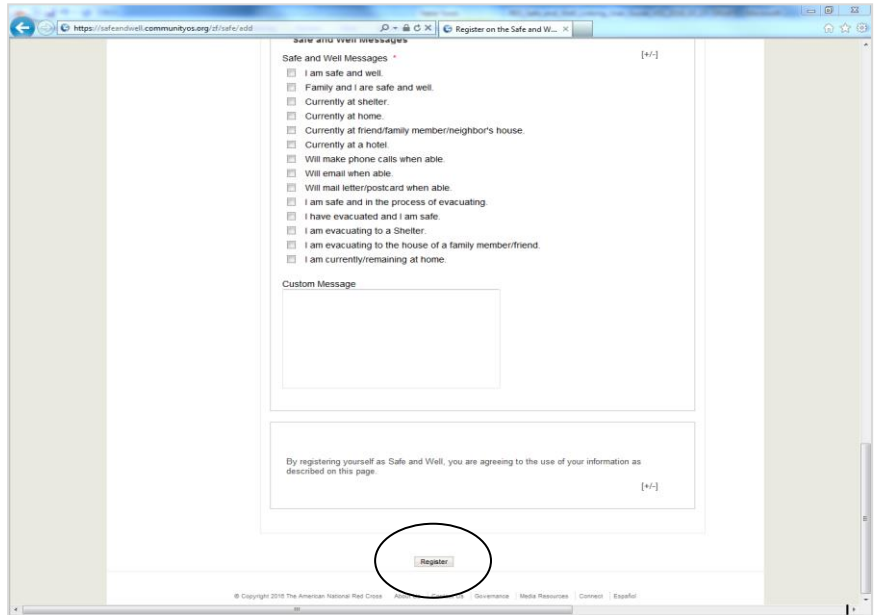 https://safeandwell.communityos.org/zf/safe/add
Register on the Safe and W...
Safe and Well Messages
Safe and Well Messages *
[+/-]
I am safe and well.
Family and I are safe and well.
Currently at shelter.
Currently at home.
Currently at friend/family member/neighbor's house.
Currently at a hotel.
Will make phone calls when able.
Will email when able.
Will mail letter/postcard when able.
I am safe and in the process of evacuating.
I have evacuated and I am safe.
I am evacuating to a Shelter.
I am evacuating to the house of a family member/friend.
I am currently/remaining at home.
Custom Message
By registering yourself as Safe and Well, you are agreeing to the use of your information as
described on this page.
[+/-]
Register
© Copyright 2015 The American National Red Cross About Us Contact Us Governance Media Resources Connect Español